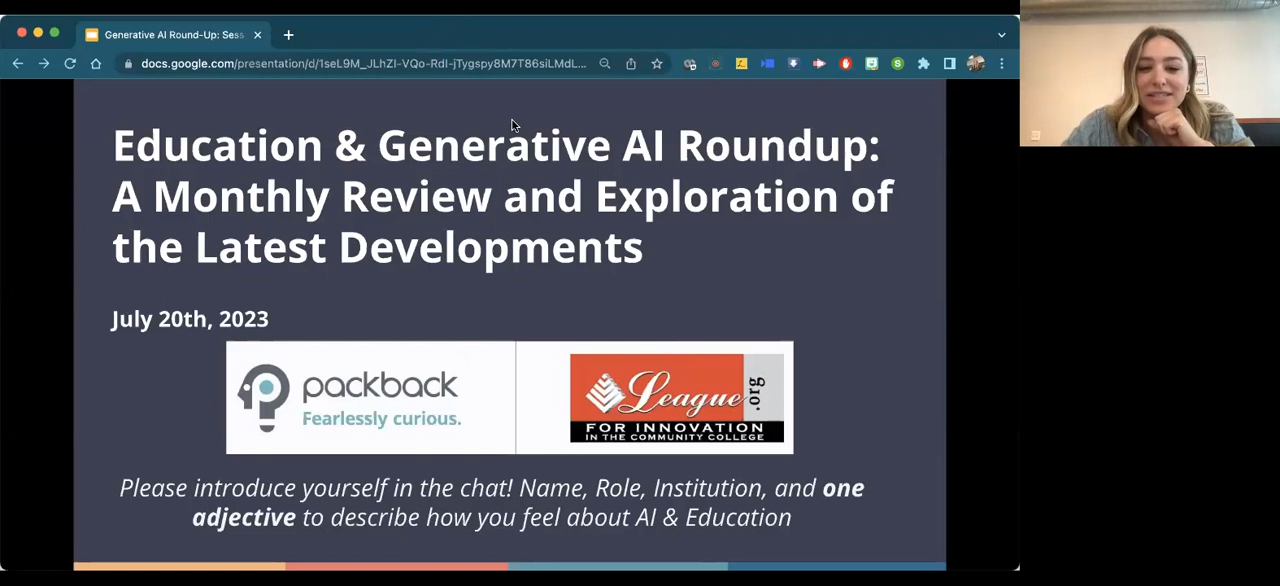 Generative AI Round-Up: Sess
docs.google.com/presentation/d/1seL9M_JLhZI-VQo-RdI-jTygspy8M7T86siLMdL...
Education & Generative AI Roundup:
A Monthly Review and Exploration of
the Latest Developments
July 20th, 2023
packback
Fearlessly curious.
League
.org
FOR INNOVATION
IN THE COMMUNITY COLLEGE
Please introduce yourself in the chat! Name, Role, Institution, and one
adjective to describe how you feel about AI & Education